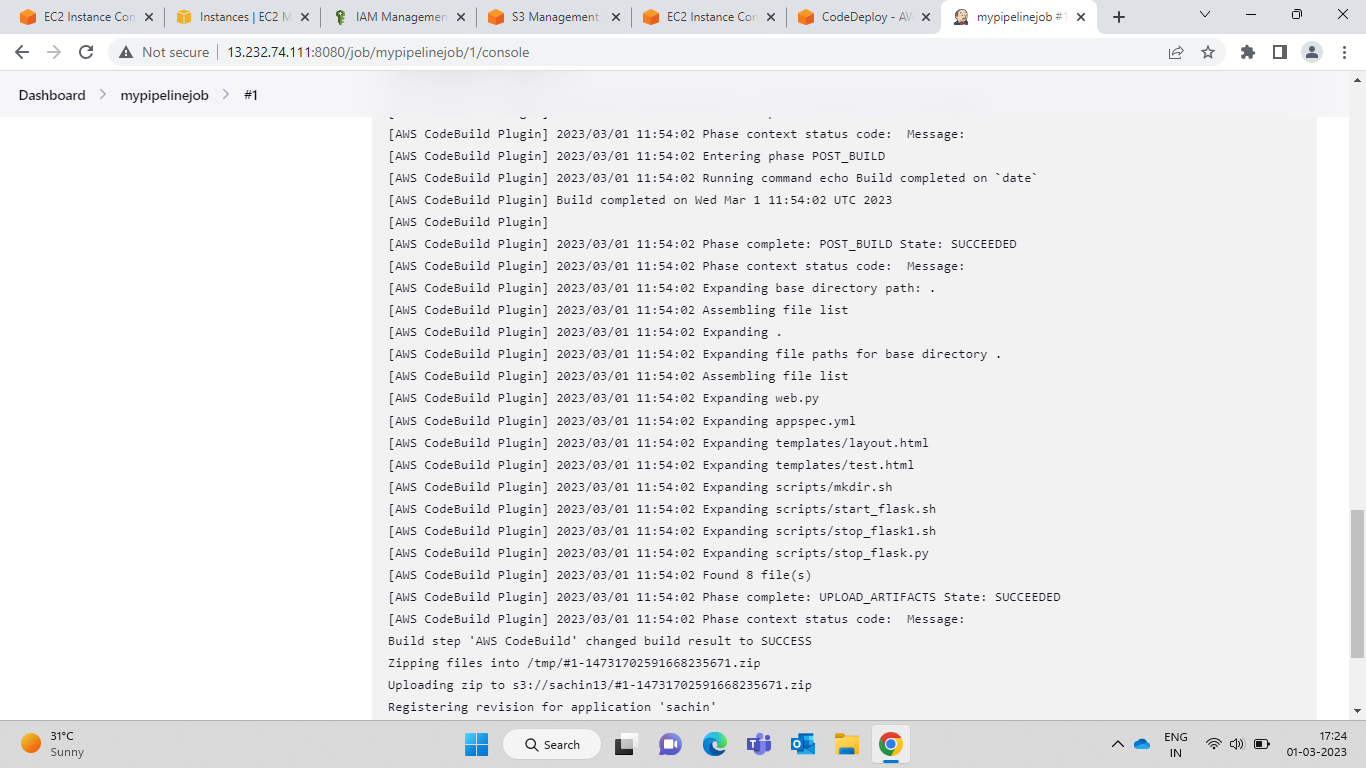 EC2 Instance Con
Instances | EC2 M
IAM Managemen
S3 Management
EC2 Instance Con
CodeDeploy - AW
mypipelinejob #1
Not secure
13.232.74.111:8080/job/mypipelinejob/1/console
Dashboard
mypipelinejob
#1
[AWS CodeBuild Plugin] 2023/03/01 11:54:02 Phase context status code:  Message:
[AWS CodeBuild Plugin] 2023/03/01 11:54:02 Entering phase POST_BUILD
[AWS CodeBuild Plugin] 2023/03/01 11:54:02 Running command echo Build completed on `date`
[AWS CodeBuild Plugin] Build completed on Wed Mar 1 11:54:02 UTC 2023
[AWS CodeBuild Plugin]
[AWS CodeBuild Plugin] 2023/03/01 11:54:02 Phase complete: POST_BUILD State: SUCCEEDED
[AWS CodeBuild Plugin] 2023/03/01 11:54:02 Phase context status code:  Message:
[AWS CodeBuild Plugin] 2023/03/01 11:54:02 Expanding base directory path: .
[AWS CodeBuild Plugin] 2023/03/01 11:54:02 Assembling file list
[AWS CodeBuild Plugin] 2023/03/01 11:54:02 Expanding .
[AWS CodeBuild Plugin] 2023/03/01 11:54:02 Expanding file paths for base directory .
[AWS CodeBuild Plugin] 2023/03/01 11:54:02 Assembling file list
[AWS CodeBuild Plugin] 2023/03/01 11:54:02 Expanding web.py
[AWS CodeBuild Plugin] 2023/03/01 11:54:02 Expanding appspec.yml
[AWS CodeBuild Plugin] 2023/03/01 11:54:02 Expanding templates/layout.html
[AWS CodeBuild Plugin] 2023/03/01 11:54:02 Expanding templates/test.html
[AWS CodeBuild Plugin] 2023/03/01 11:54:02 Expanding scripts/mkdir.sh
[AWS CodeBuild Plugin] 2023/03/01 11:54:02 Expanding scripts/start_flask.sh
[AWS CodeBuild Plugin] 2023/03/01 11:54:02 Expanding scripts/stop_flask1.sh
[AWS CodeBuild Plugin] 2023/03/01 11:54:02 Expanding scripts/stop_flask.py
[AWS CodeBuild Plugin] 2023/03/01 11:54:02 Found 8 file(s)
[AWS CodeBuild Plugin] 2023/03/01 11:54:02 Phase complete: UPLOAD_ARTIFACTS State: SUCCEEDED
[AWS CodeBuild Plugin] 2023/03/01 11:54:02 Phase context status code:  Message:
Build step 'AWS CodeBuild' changed build result to SUCCESS
Zipping files into /tmp/#1-14731702591668235671.zip
Uploading zip to s3://sachin13/#1-14731702591668235671.zip
Registering revision for application 'sachin'
31°C
Sunny
Search
ENG
IN
17:24
01-03-2023